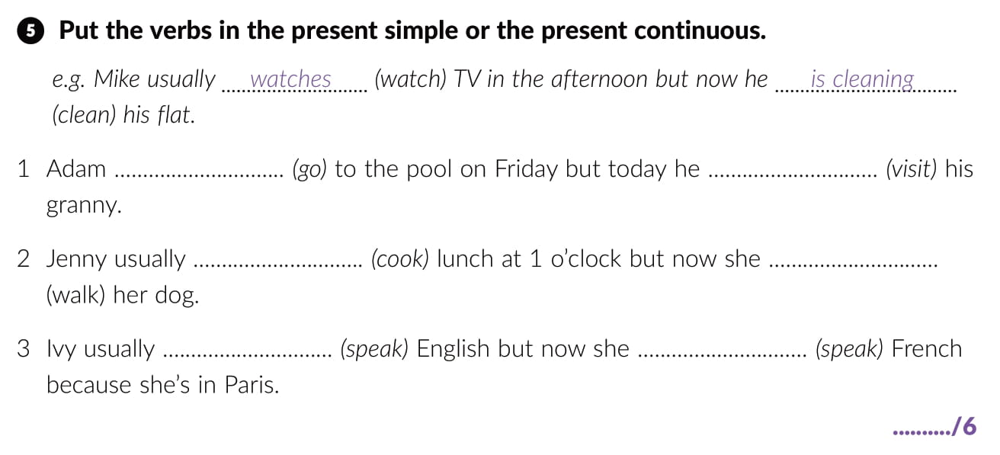 5 Put the verbs in the present simple or the present continuous.
e.g. Mike usually ....watches...... (watch) TV in the afternoon but now he ......is cleaning........
(clean) his flat.
1 Adam .............................. (go) to the pool on Friday but today he .............................. (visit) his
granny.
2 Jenny usually .............................. (cook) lunch at 1 o’clock but now she ..............................
(walk) her dog.
3 Ivy usually .............................. (speak) English but now she .............................. (speak) French
because she’s in Paris.
........../6